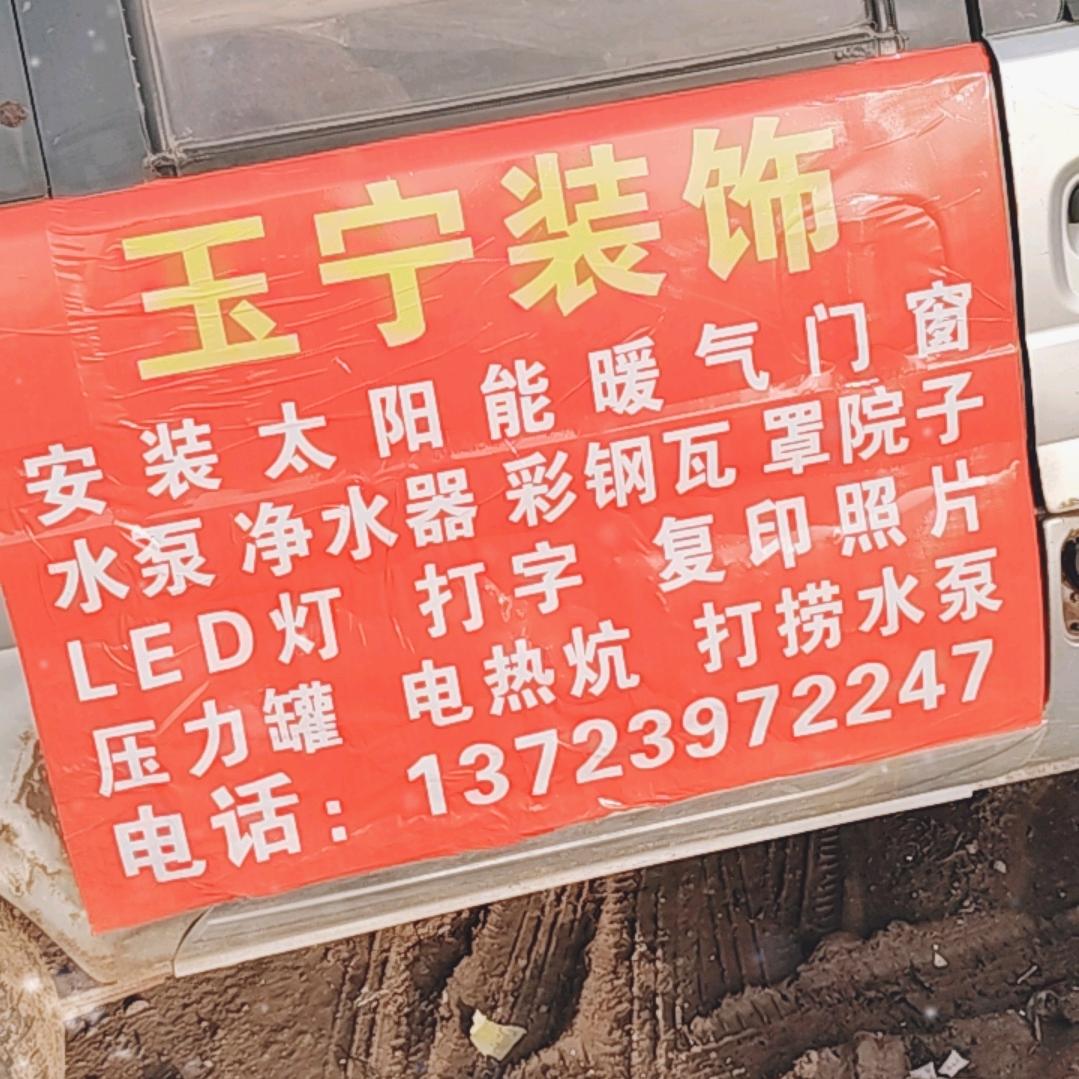 玉宁装饰
安装太阳能暖气门窗
水泵 净水器 彩钢瓦 罩院子
LED灯 打字 复印照片
压力罐 电热炕 打捞水泵
电话：13723972247